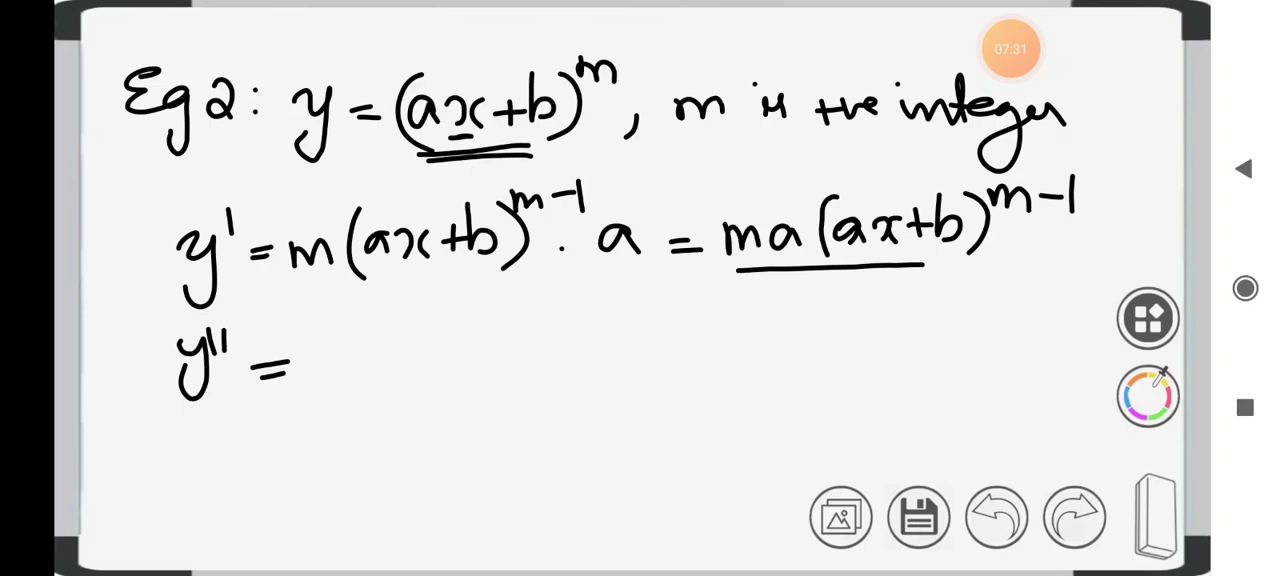 07:31
Eg 2: y = (ax+b)^m, m is +ve integer
y' = m(ax+b)^{m-1} . a = ma(ax+b)^{m-1}
y'' =